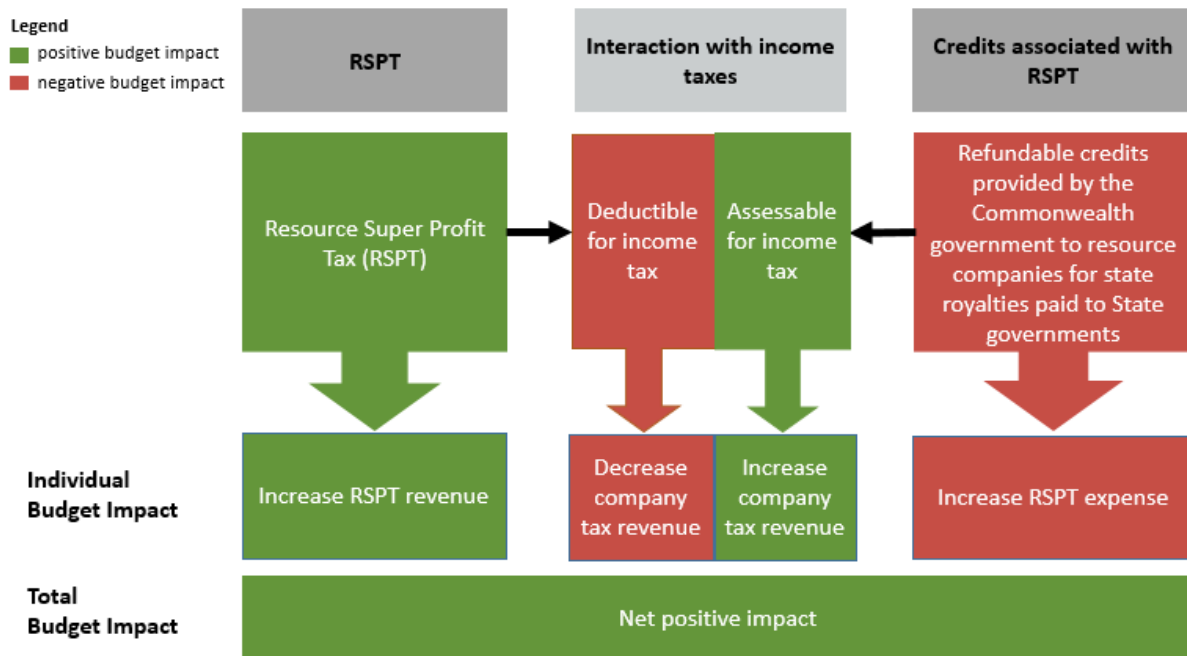 Legend
positive budget impact
negative budget impact
RSPT
Interaction with income
taxes
Credits associated with
RSPT
Resource Super Profit
Tax (RSPT)
Deductible
for income
tax
Assessable
for income
tax
Refundable credits
provided by the
Commonwealth
government to resource
companies for state
royalties paid to State
governments
Individual
Budget Impact
Increase RSPT revenue
Decrease
company
tax revenue
Increase
company
tax revenue
Increase RSPT expense
Total
Budget Impact
Net positive impact